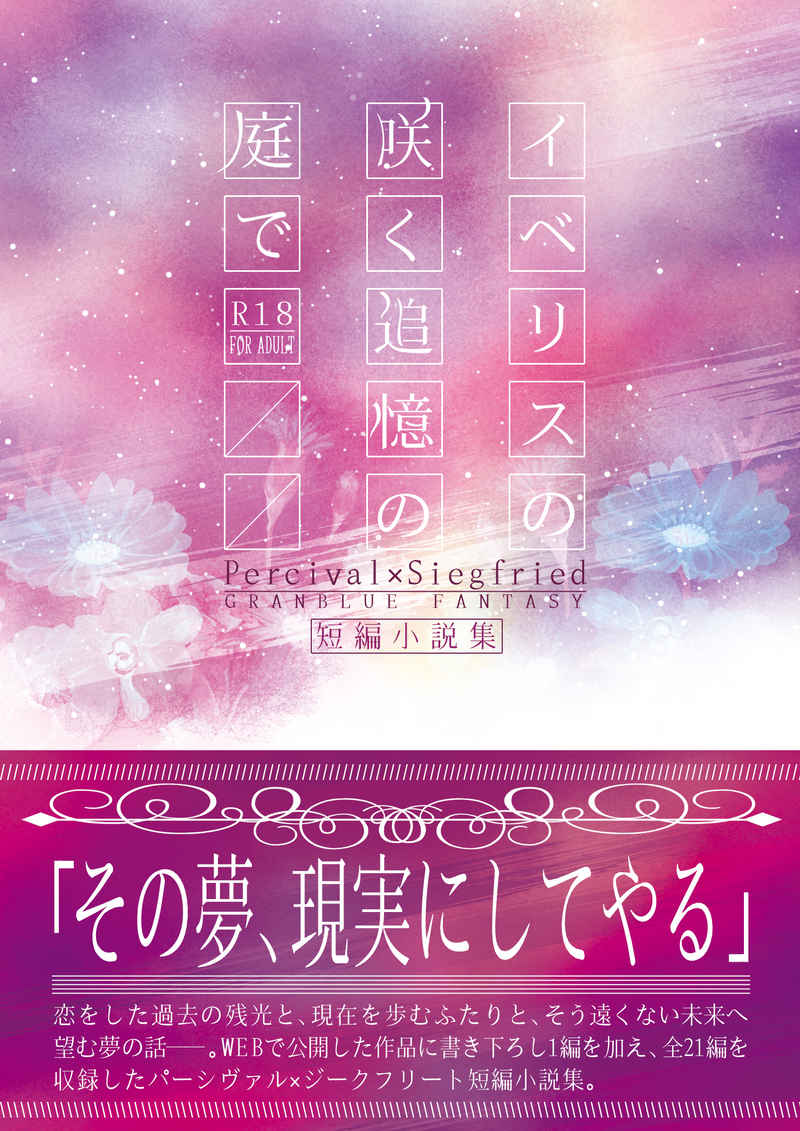 イベリスの
咲く追憶の
庭で
R18
FOR ADULT
Percival×Siegfried
GRANBLUE FANTASY
短編小説集
「その夢、現実にしてやる」
恋をした過去の残光と、現在を歩むふたりと、そう遠くない未来へ
望む夢の話――。WEBで公開した作品に書き下ろし1編を加え、全21編を
収録したパーシヴァル×ジークフリート短編小説集。